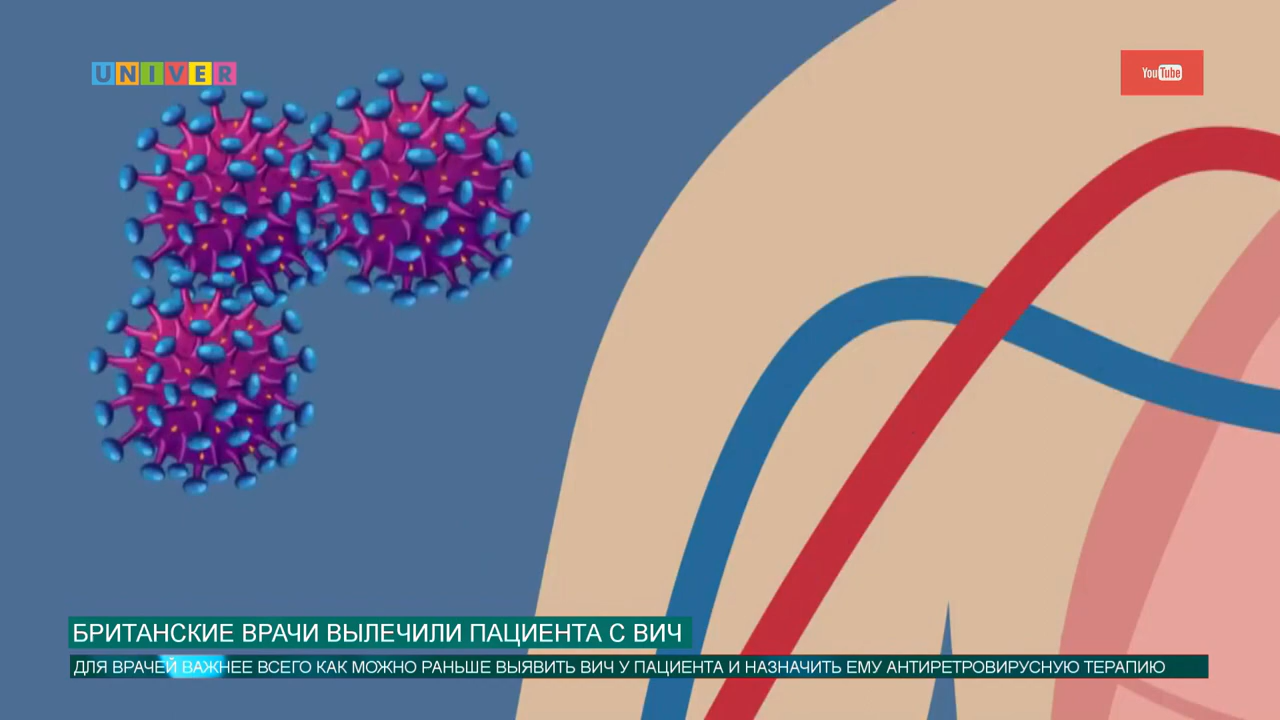 UNIVER
YouTube
БРИТАНСКИЕ ВРАЧИ ВЫЛЕЧИЛИ ПАЦИЕНТА С ВИЧ
ДЛЯ ВРАЧЕЙ ВАЖНЕЕ ВСЕГО КАК МОЖНО РАНЬШЕ ВЫЯВИТЬ ВИЧ У ПАЦИЕНТА И НАЗНАЧИТЬ ЕМУ АНТИРЕТРОВИРУСНУЮ ТЕРАПИЮ